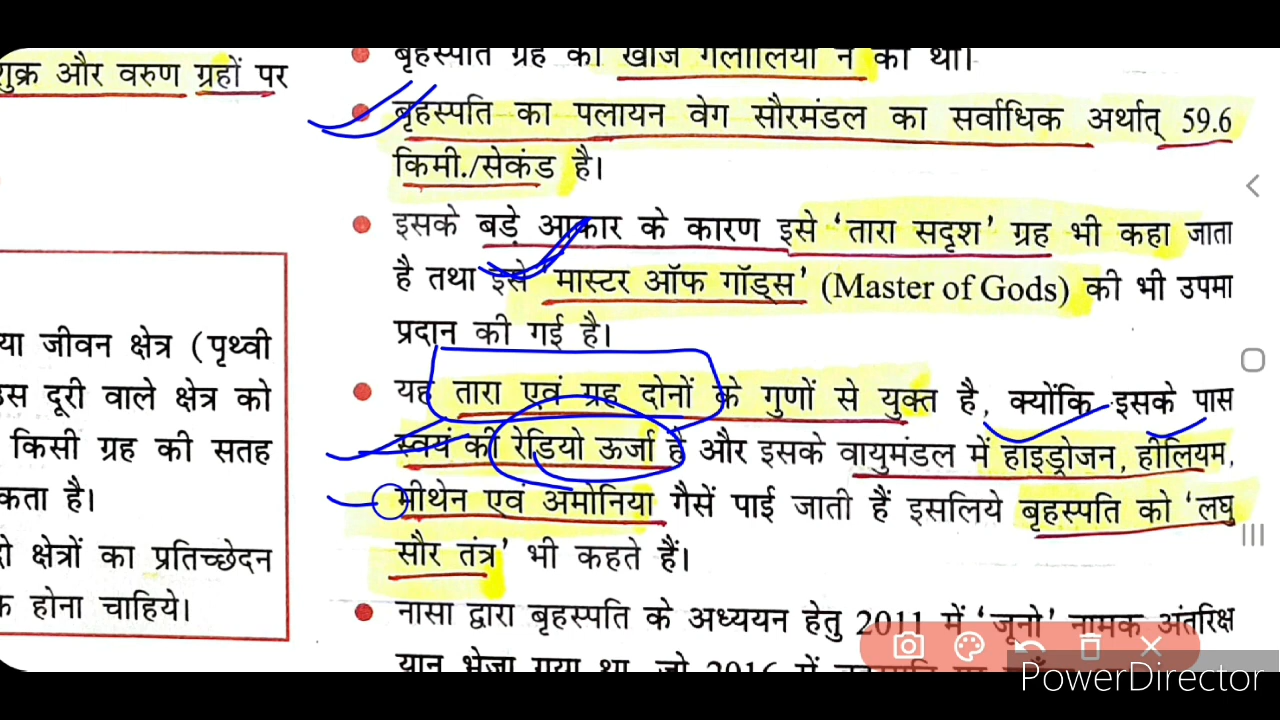 शुक्र और वरुण ग्रहों पर
या जीवन क्षेत्र (पृथ्वी
स दूरी वाले क्षेत्र को
किसी ग्रह की सतह
कता है।
क्षेत्रों का प्रतिच्छेदन
होना चाहिये।
बृहस्पति ग्रह की खोज गैलीलियो ने की थी।
बृहस्पति का पलायन वेग सौरमंडल का सर्वाधिक अर्थात् 59.6
किमी./सेकंड है।
इसके बड़े आकार के कारण इसे ‘तारा सदृश’ ग्रह भी कहा जाता
है तथा इसे ‘मास्टर ऑफ गॉड्स’ (Master of Gods) की भी उपमा
प्रदान की गई है।
यह तारा एवं ग्रह दोनों के गुणों से युक्त है, क्योंकि इसके पास
स्वयं की रेडियो ऊर्जा है और इसके वायुमंडल में हाइड्रोजन, हीलियम,
मीथेन एवं अमोनिया गैसें पाई जाती हैं इसलिये बृहस्पति को ‘लघु
सौर तंत्र’ भी कहते हैं।
नासा द्वारा बृहस्पति के अध्ययन हेतु 2011 में ‘जूनो’ नामक अंतरिक्ष
यान भेजा गया था, जो 2016 में
PowerDirector